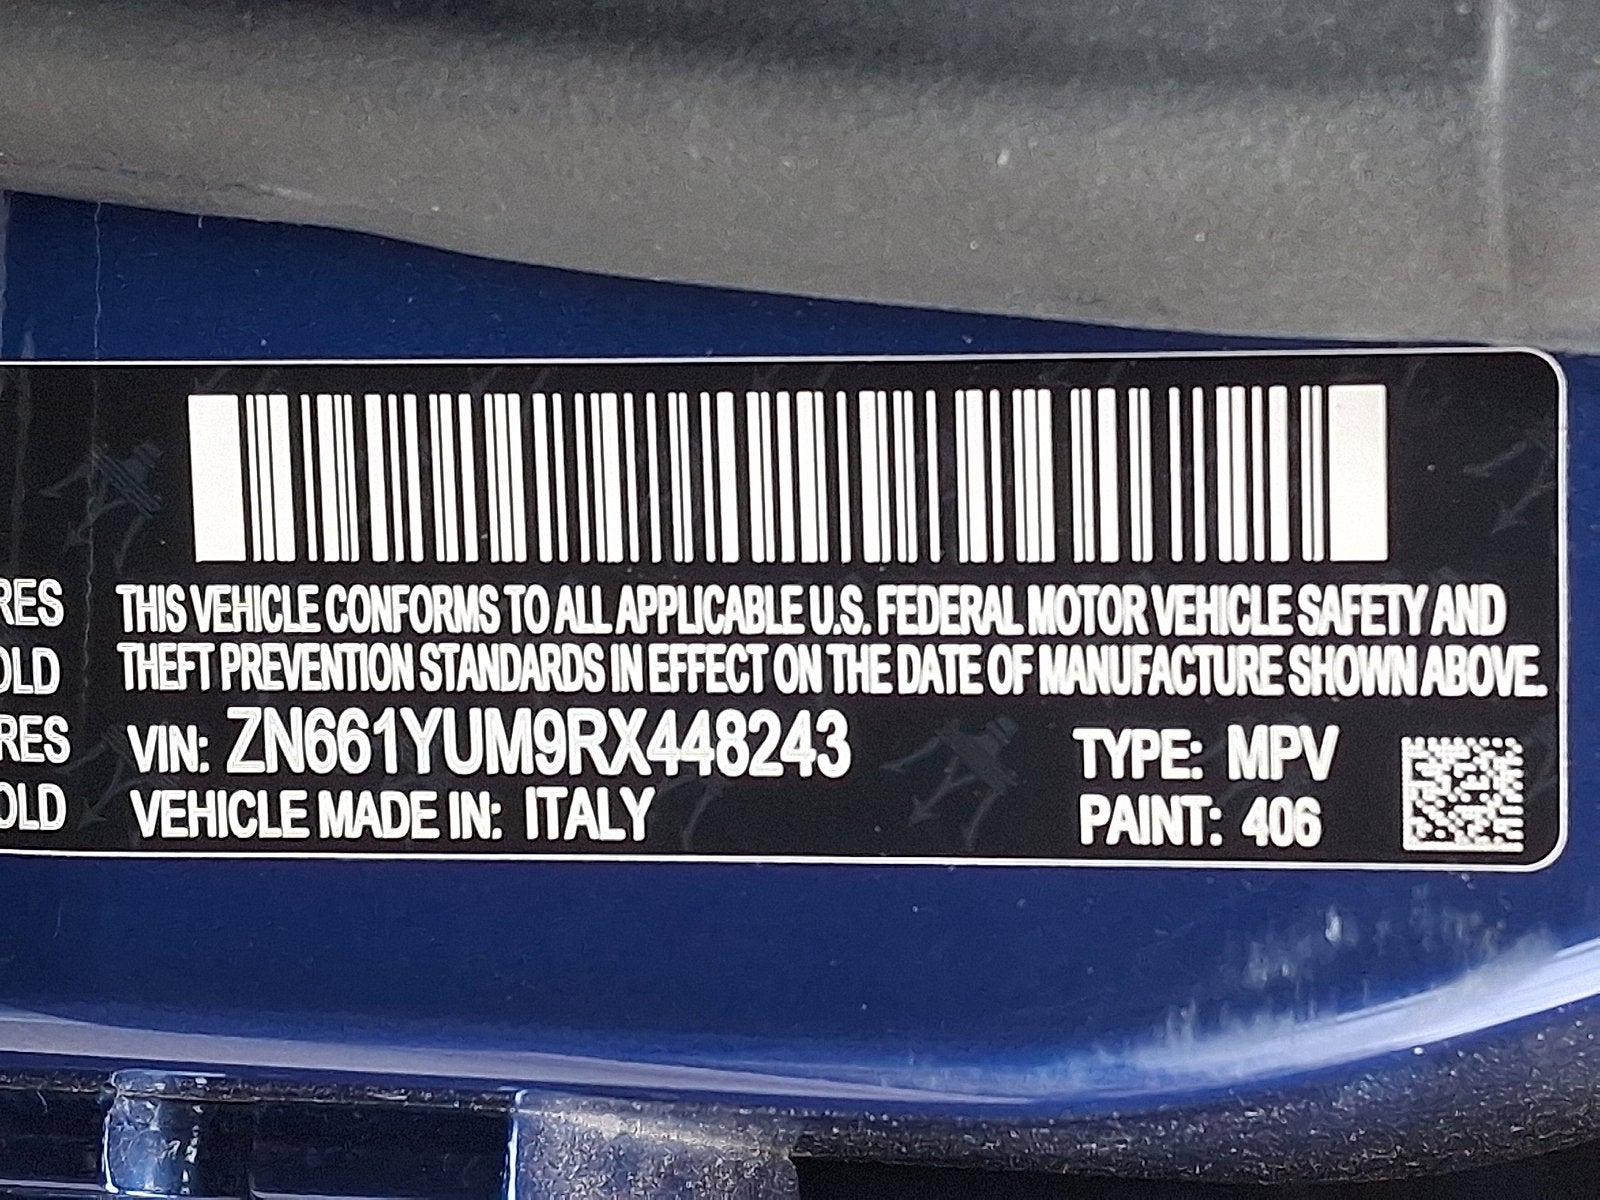 RES
THIS VEHICLE CONFORMS TO ALL APPLICABLE U.S. FEDERAL MOTOR VEHICLE SAFETY AND
OLD
THEFT PREVENTION STANDARDS IN EFFECT ON THE DATE OF MANUFACTURE SHOWN ABOVE.
RES
VIN: ZN661YUM9RX448243
TYPE: MPV
OLD
VEHICLE MADE IN: ITALY
PAINT: 406